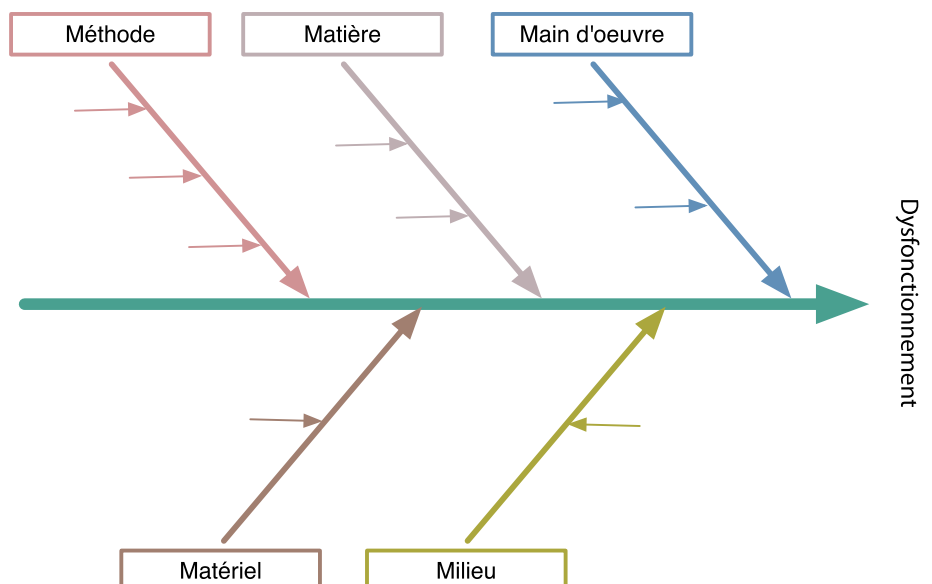 Méthode
Matière
Main d'oeuvre
Dysfonctionnement
Matériel
Milieu